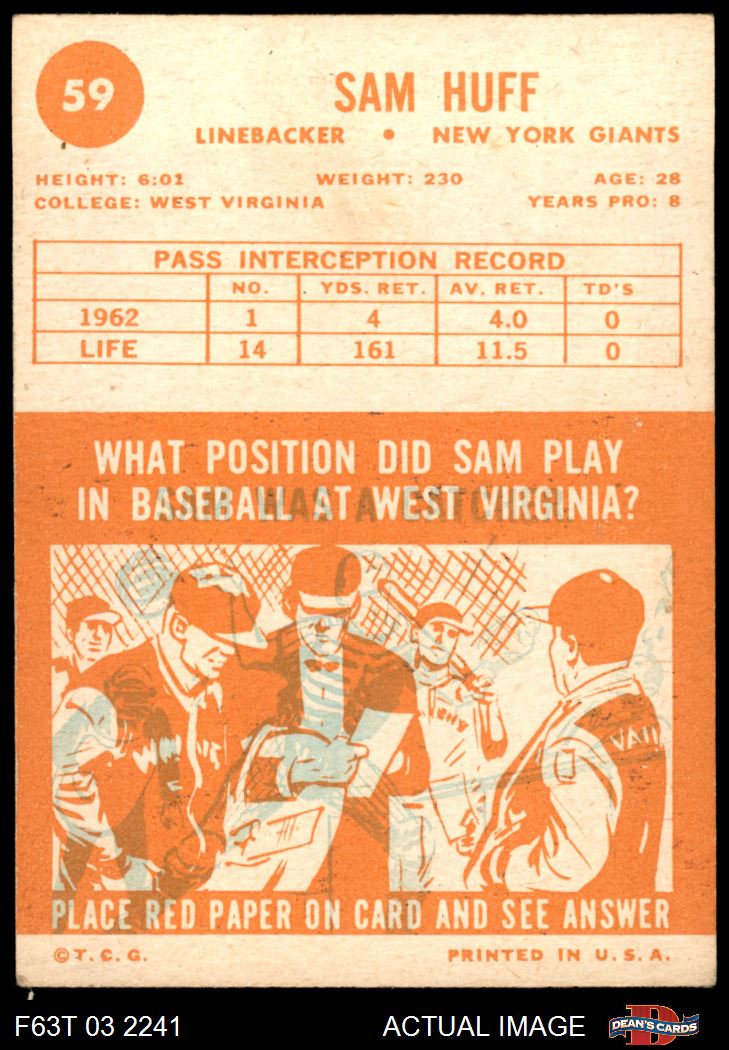 59
SAM HUFF
LINEBACKER • NEW YORK GIANTS
HEIGHT: 6:01 WEIGHT: 230 AGE: 28
COLLEGE: WEST VIRGINIA YEARS PRO: 8
PASS INTERCEPTION RECORD
NO. YDS. RET. AV. RET. TD'S
1962 1 4 4.0 0
LIFE 14 161 11.5 0
WHAT POSITION DID SAM PLAY
IN BASEBALL AT WEST VIRGINIA?
WAS A
PLACE RED PAPER ON CARD AND SEE ANSWER
© T.C.G. PRINTED IN U.S.A.
F63T 03 2241 ACTUAL IMAGE DEAN'S CARDS